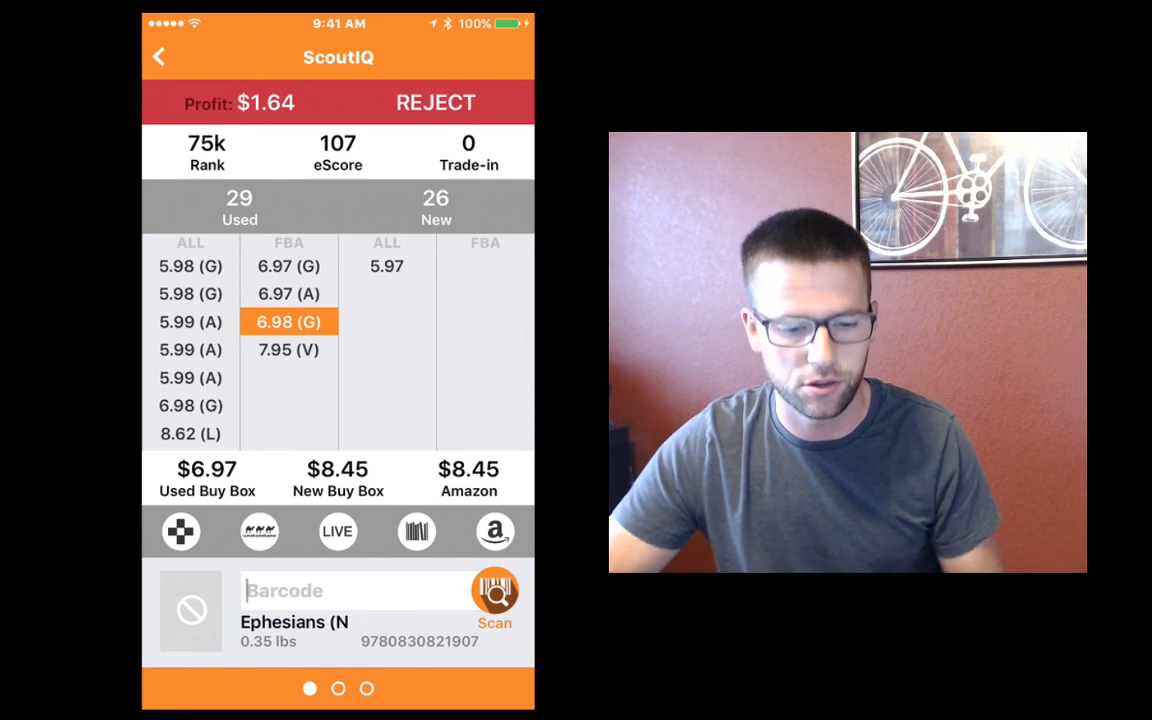 9:41 AM 100%
ScoutIQ
Profit: $1.64 REJECT
75k 107 0
Rank eScore Trade-in
29 26
Used New
ALL FBA ALL FBA
5.98 (G) 6.97 (G) 5.97
5.98 (G) 6.97 (A)
5.99 (A) 6.98 (G)
5.99 (A) 7.95 (V)
5.99 (A)
6.98 (G)
8.62 (L)
$6.97 $8.45 $8.45
Used Buy Box New Buy Box Amazon
LIVE a
Barcode
Ephesians (N Scan
0.35 lbs 9780830821907